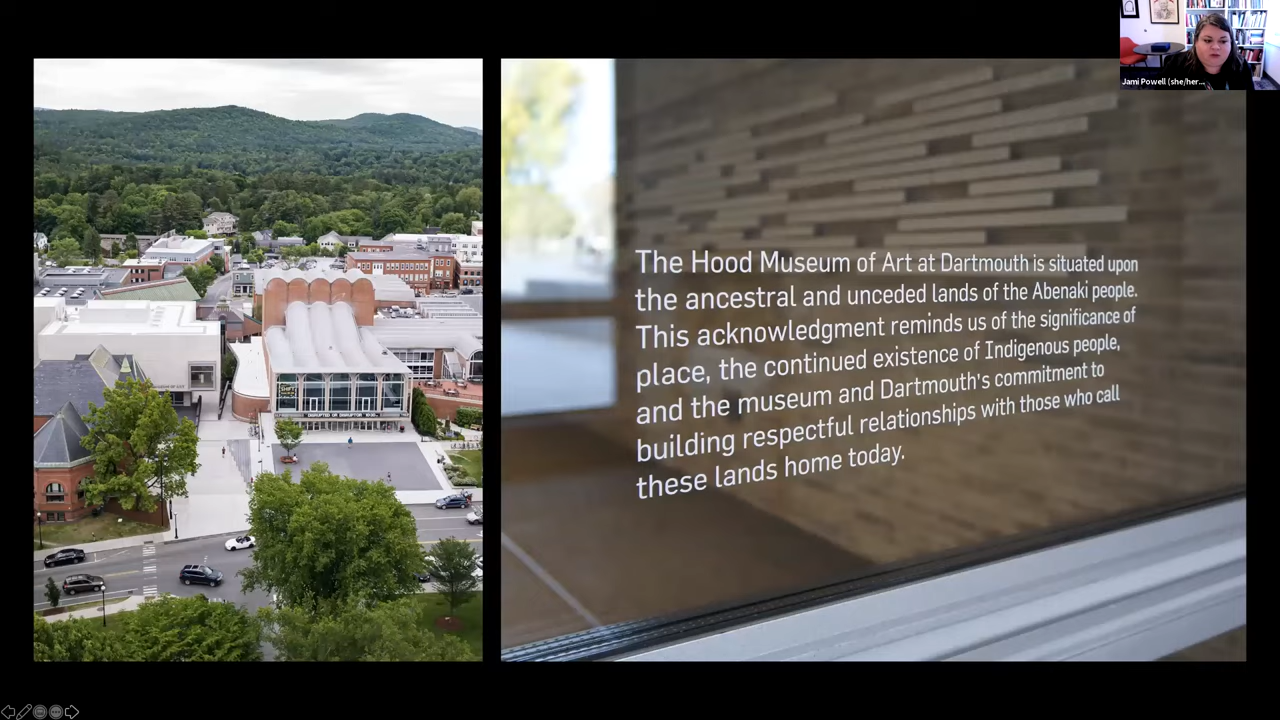 Jami Powell (she/her...
The Hood Museum of Art at Dartmouth is situated upon
the ancestral and unceded lands of the Abenaki people.
This acknowledgment reminds us of the significance of
place, the continued existence of Indigenous people,
and the museum and Dartmouth's commitment to
building respectful relationships with those who call
these lands home today.